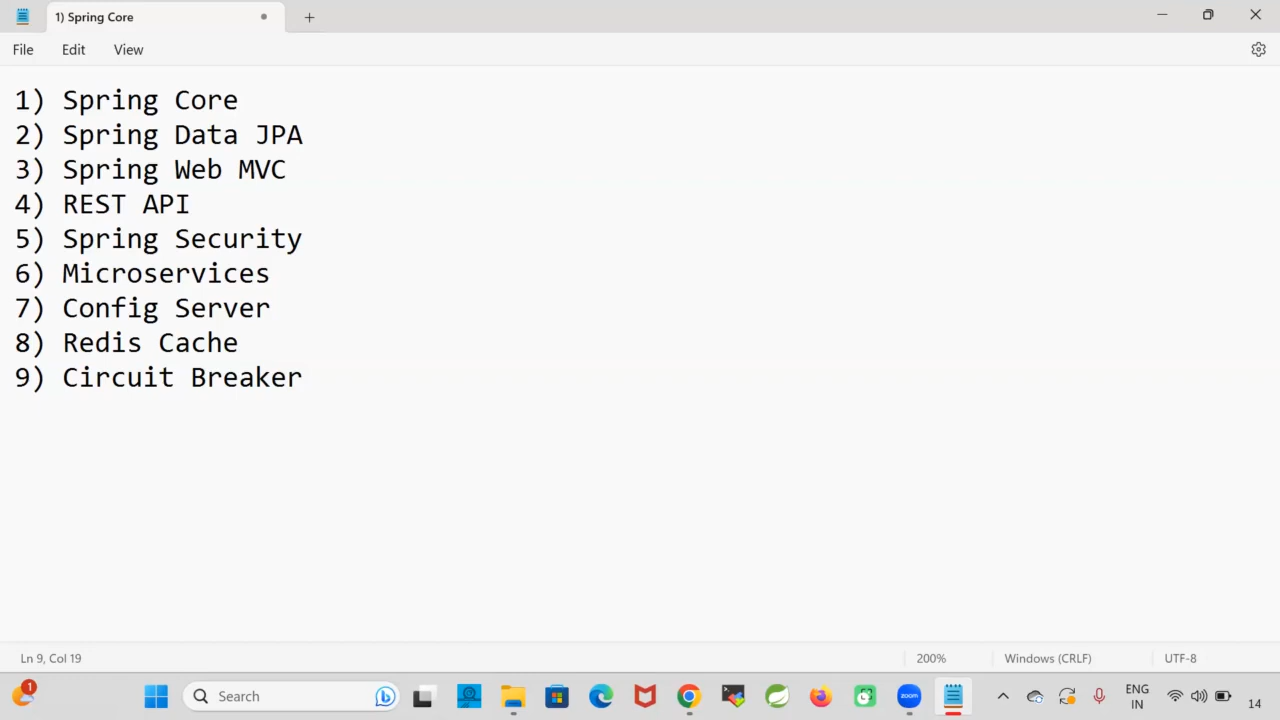 1) Spring Core
File Edit View
1) Spring Core
2) Spring Data JPA
3) Spring Web MVC
4) REST API
5) Spring Security
6) Microservices
7) Config Server
8) Redis Cache
9) Circuit Breaker
Ln 9, Col 19 200% Windows (CRLF) UTF-8
1 Search zoom ENG 14
IN